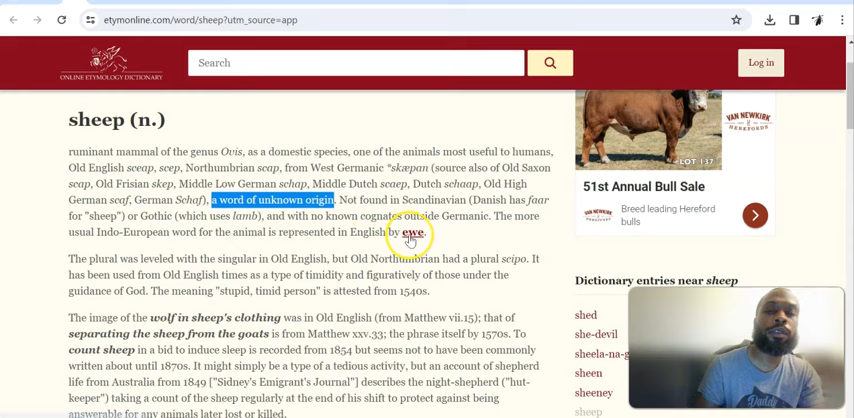 etymonline.com/word/sheep?utm_source=app
ONLINE ETYMOLOGY DICTIONARY
Search
Log in
sheep (n.)
ruminant mammal of the genus Ovis, as a domestic species, one of the animals most useful to humans,
Old English sceap, scep, Northumbrian scap, from West Germanic *skæpan (source also of Old Saxon
scap, Old Frisian skep, Middle Low German schap, Middle Dutch scaep, Dutch schaap, Old High
German scaf, German Schaf), a word of unknown origin. Not found in Scandinavian (Danish has faar
for "sheep") or Gothic (which uses lamb), and with no known cognates outside Germanic. The more
usual Indo-European word for the animal is represented in English by ewe.
The plural was leveled with the singular in Old English, but Old Northumbrian had a plural scipo. It
has been used from Old English times as a type of timidity and figuratively of those under the
guidance of God. The meaning "stupid, timid person" is attested from 1540s.
The image of the wolf in sheep's clothing was in Old English (from Matthew vii.15); that of
separating the sheep from the goats is from Matthew xxv.33; the phrase itself by 1570s. To
count sheep in a bid to induce sleep is recorded from 1854 but seems not to have been commonly
written about until 1870s. It might simply be a type of a tedious activity, but an account of shepherd
life from Australia from 1849 ["Sidney's Emigrant's Journal"] describes the night-shepherd ("hut-
keeper") taking a count of the sheep regularly at the end of his shift to protect against being
answerable for any animals later lost or killed.
LOT 137
VAN NEWKIRK
HEREFORDS
51st Annual Bull Sale
Breed leading Hereford
bulls
Dictionary entries near sheep
shed
she-devil
sheela-na-g
sheen
sheeney
sheep
Daddy